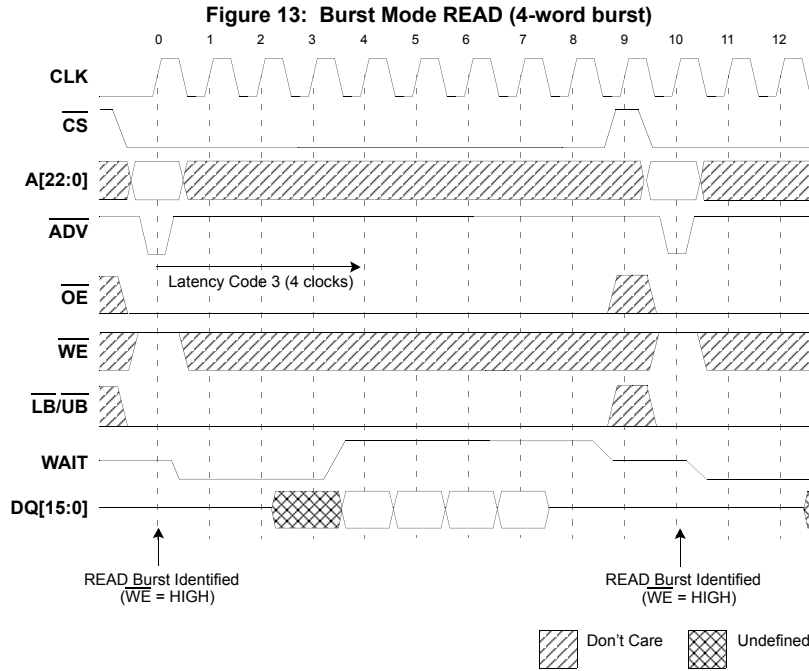 Figure 13: Burst Mode READ (4-word burst)
0 1 2 3 4 5 6 7 8 9 10 11 12
CLK
CS
A[22:0]
ADV
Latency Code 3 (4 clocks)
OE
WE
LB/UB
WAIT
DQ[15:0]
READ Burst Identified
(WE = HIGH)
READ Burst Identified
(WE = HIGH)
Don't Care
Undefined